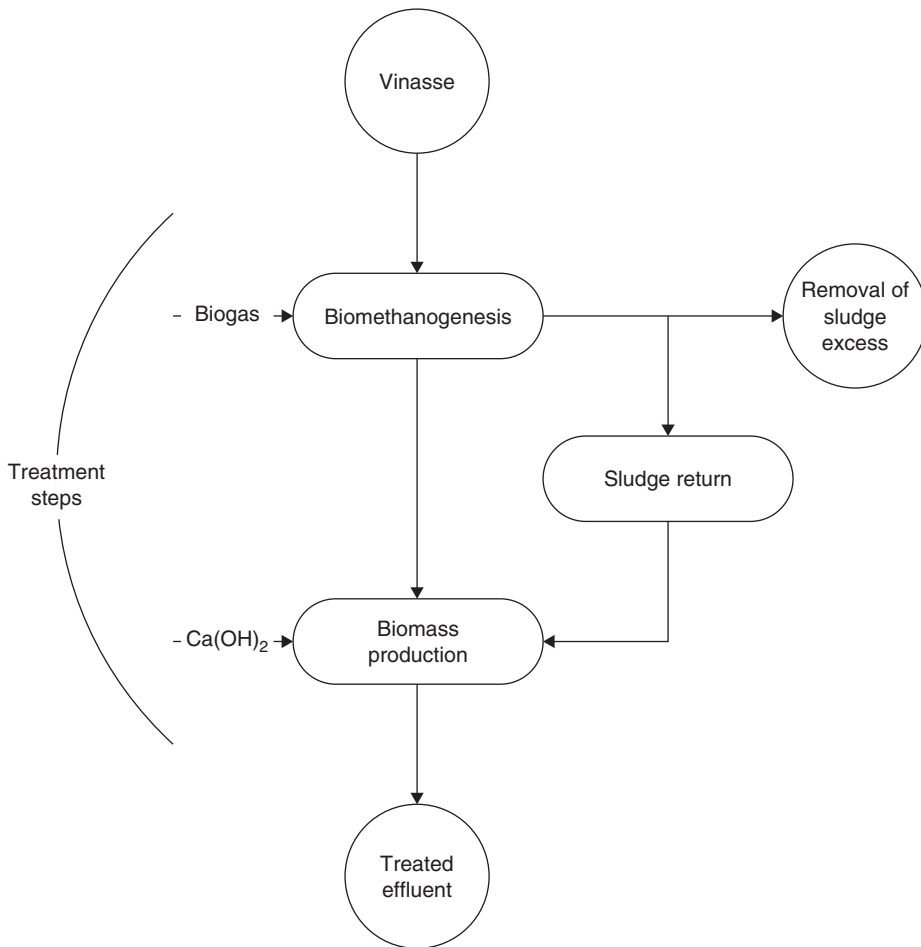 Vinasse
Biogas
Biomethanogenesis
Removal of
sludge
excess
Treatment
steps
Sludge return
Ca(OH)₂
Biomass
production
Treated
effluent